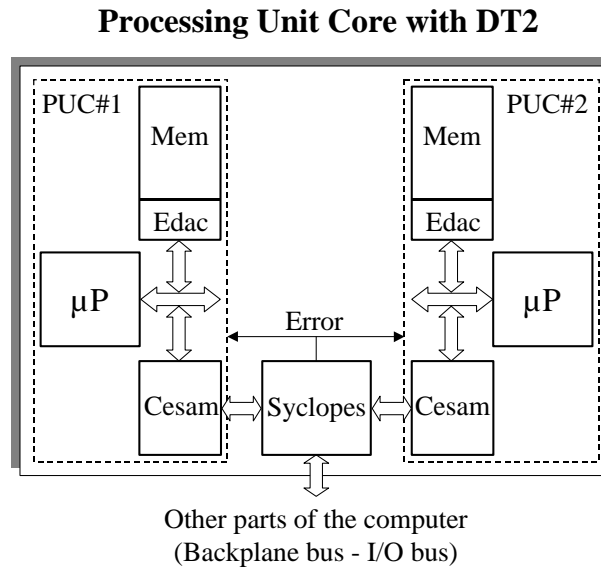 Processing Unit Core with DT2
PUC#1
PUC#2
Mem
Mem
Edac
Edac
µP
µP
Error
Cesam
Syclopes
Cesam
Other parts of the computer
(Backplane bus - I/O bus)